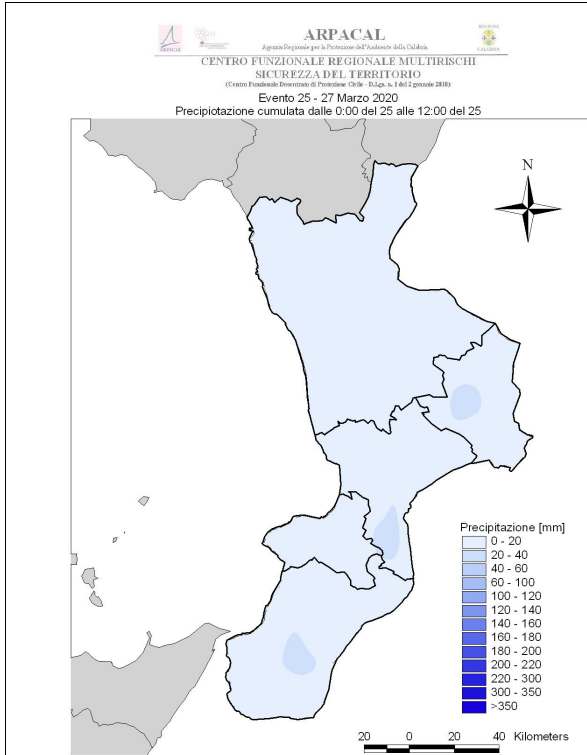 ARPACAL
Agenzia Regionale per la Protezione dell'Ambiente della Calabria
REGIONE
CALABRIA
ARPACAL
CENTRO FUNZIONALE REGIONALE MULTIRISCHI
SICUREZZA DEL TERRITORIO
(Centro Funzionale Decentrato di Protezione Civile - D.Lgs. n. 1 del 2 gennaio 2018)
Evento 25 - 27 Marzo 2020
Precipiotazione cumulata dalle 0:00 del 25 alle 12:00 del 25
N
Precipitazione [mm]
0 - 20
20 - 40
40 - 60
60 - 100
100 - 120
120 - 140
140 - 160
160 - 180
180 - 200
200 - 220
220 - 300
300 - 350
>350
20 0 20 40 Kilometers